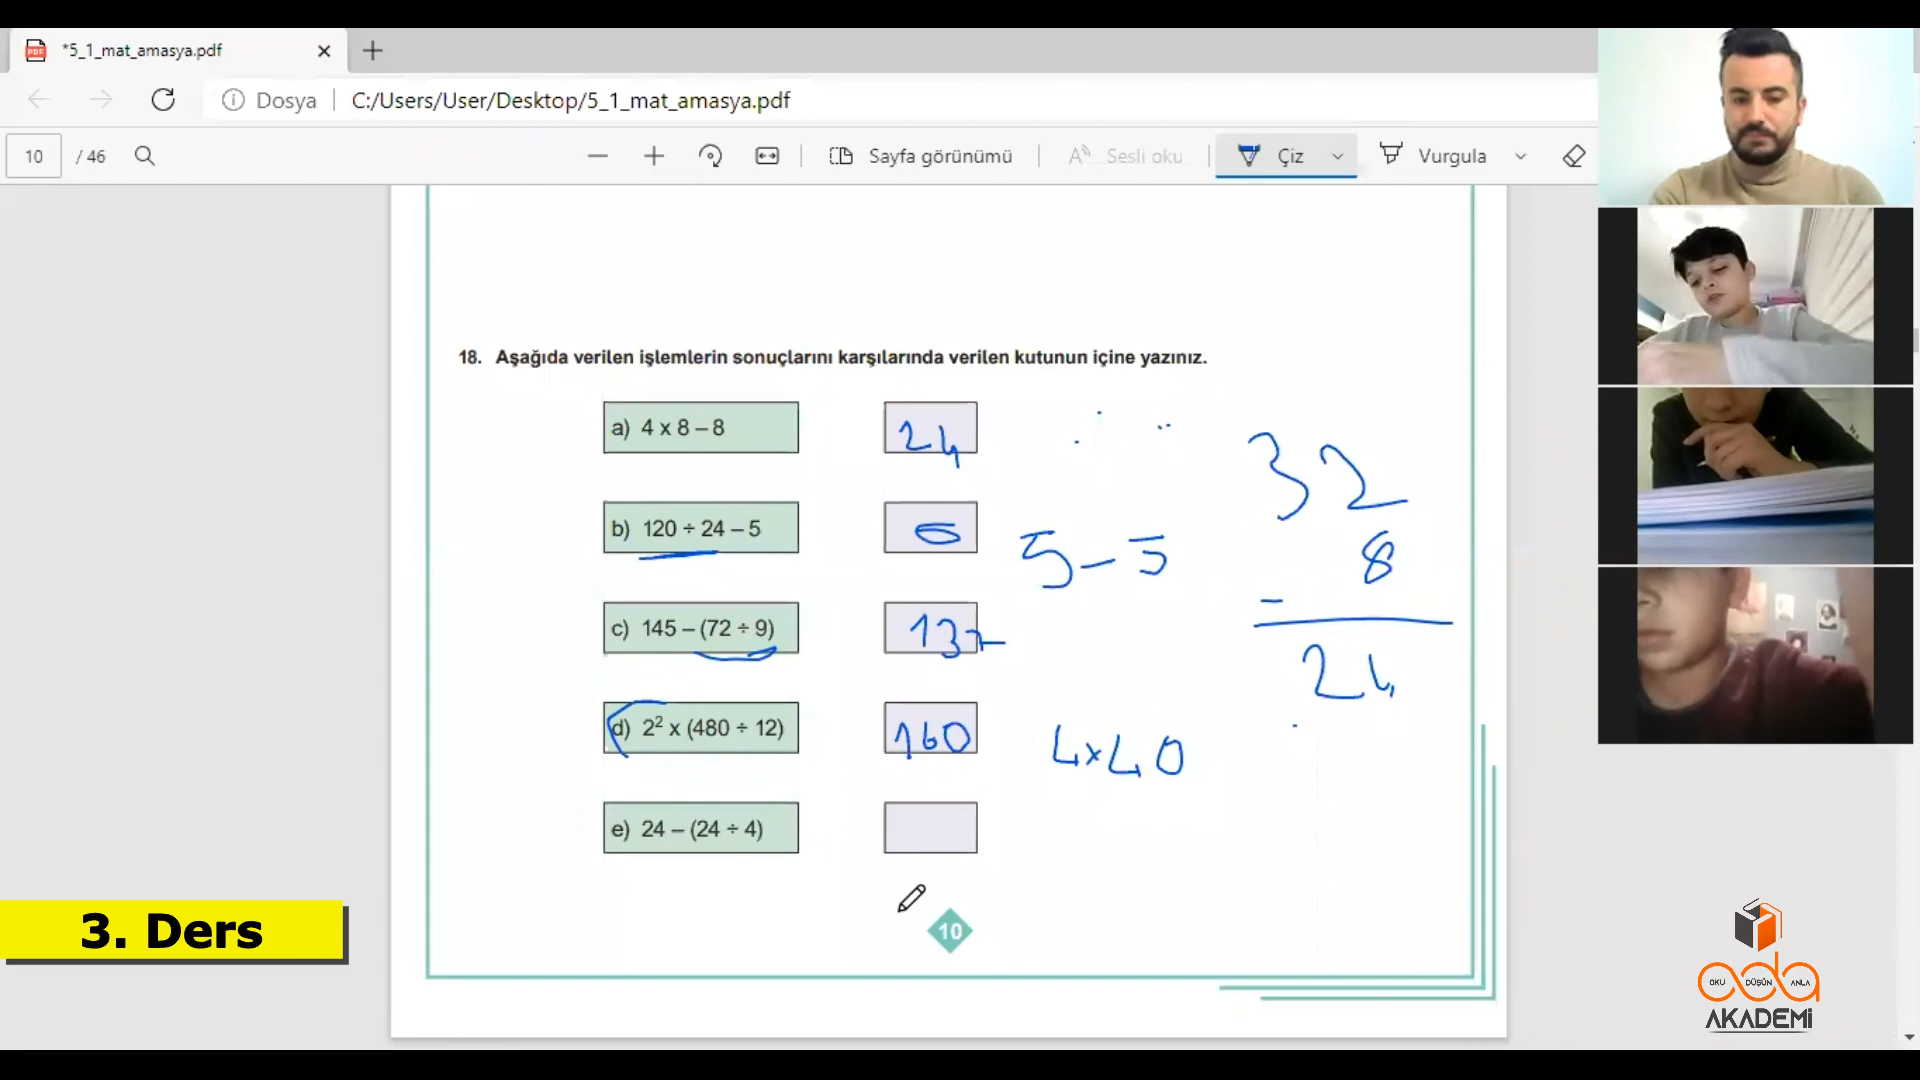 *5_1_mat_amasya.pdf
Dosya C:/Users/User/Desktop/5_1_mat_amasya.pdf
10 / 46 Sayfa görünümü Sesli oku Çiz Vurgula
18. Aşağıda verilen işlemlerin sonuçlarını karşılarında verilen kutunun içine yazınız.
a) 4 x 8 – 8 24
32
b) 120 ÷ 24 – 5 0 5 – 5
8
–
c) 145 – (72 ÷ 9) 137
24
d) 2² x (480 ÷ 12) 160 4x40
e) 24 – (24 ÷ 4)
10
3. Ders
oda
OKU DÜŞÜN ANLA
AKADEMİ